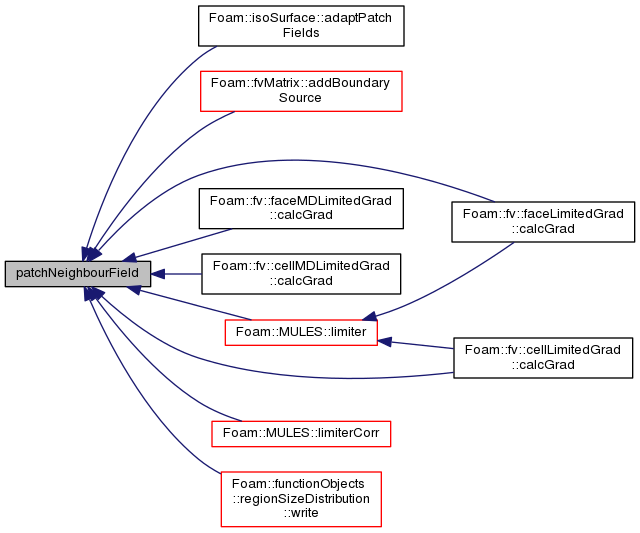 Foam::isoSurface::adaptPatch
Fields
Foam::fvMatrix::addBoundary
Source
Foam::fv::faceMDLimitedGrad
::calcGrad
Foam::fv::faceLimitedGrad
::calcGrad
patchNeighbourField
Foam::fv::cellMDLimitedGrad
::calcGrad
Foam::MULES::limiter
Foam::fv::cellLimitedGrad
::calcGrad
Foam::MULES::limiterCorr
Foam::functionObjects
::regionSizeDistribution
::write